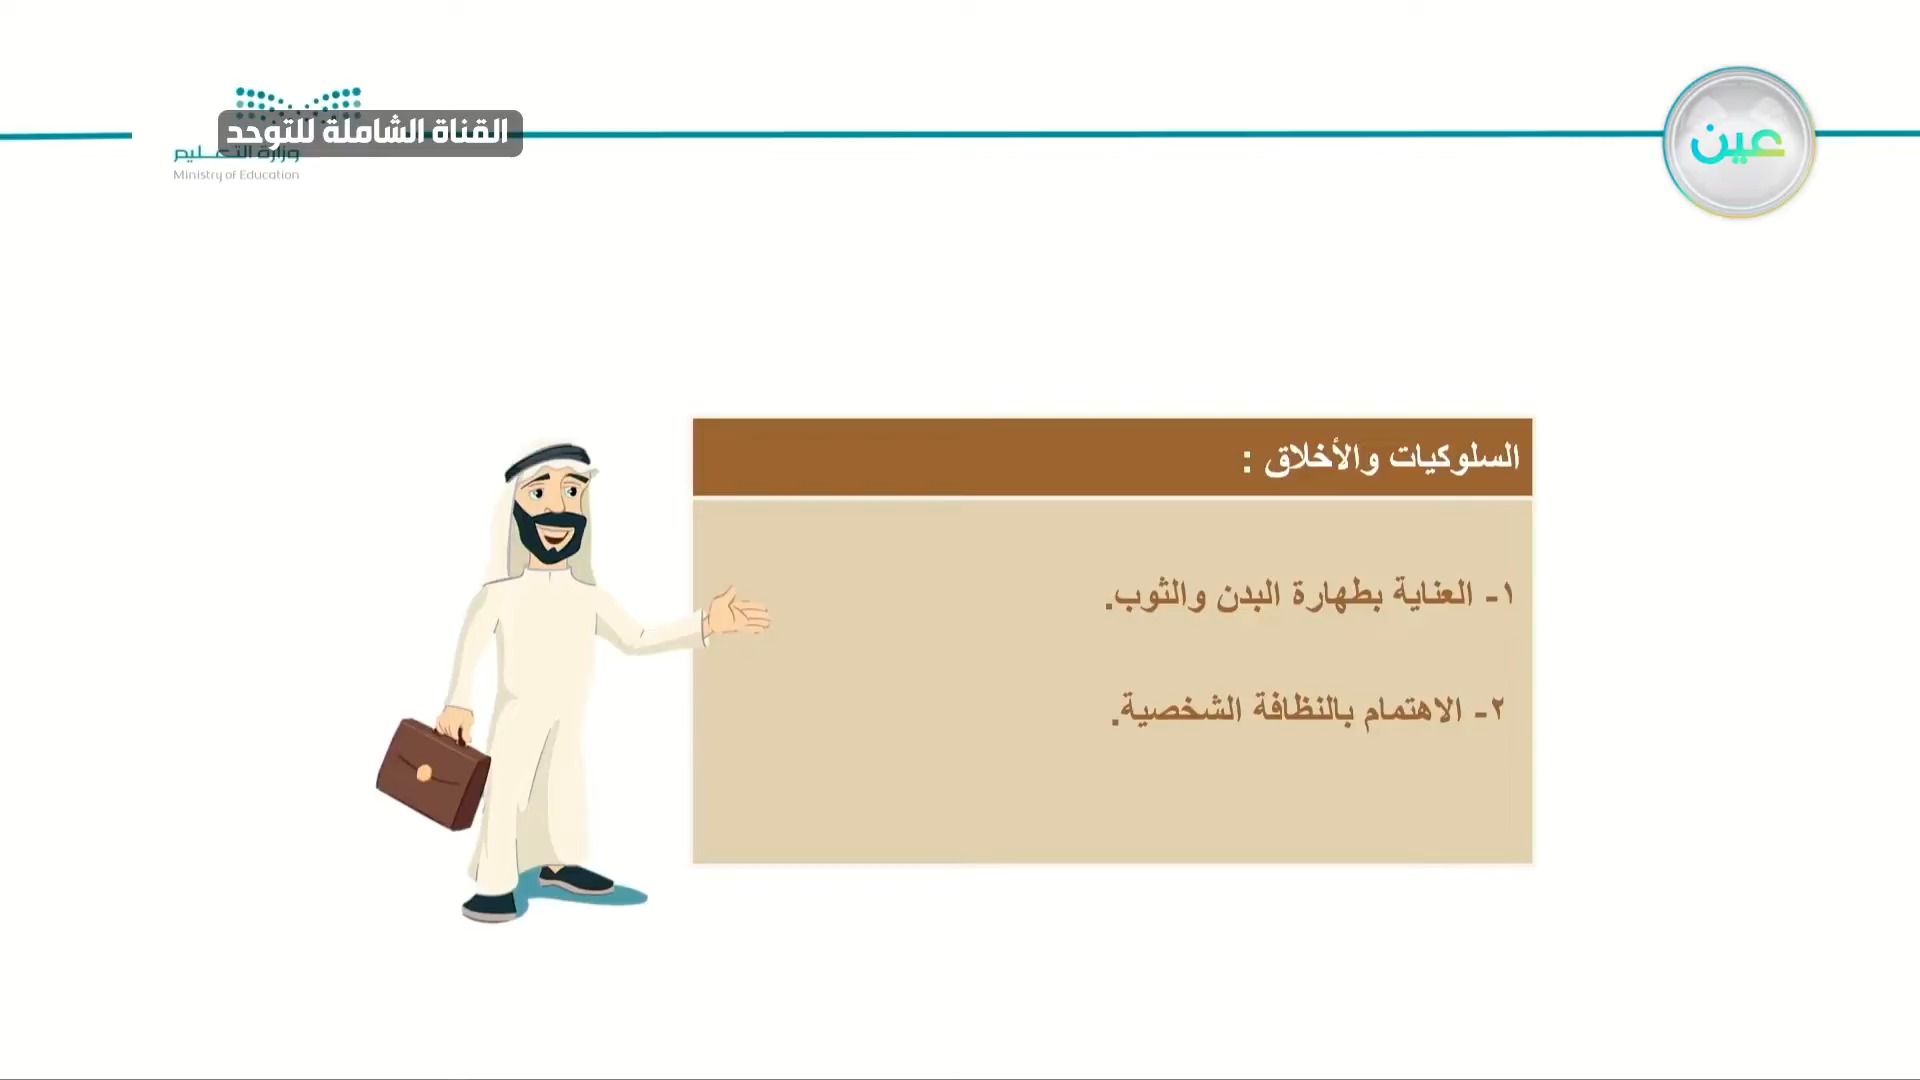 القناة الشاملة للتوحد
وزارة التعليم
Ministry of Education
عين
السلوكيات والأخلاق :
١- العناية بطهارة البدن والثوب.
٢- الاهتمام بالنظافة الشخصية.